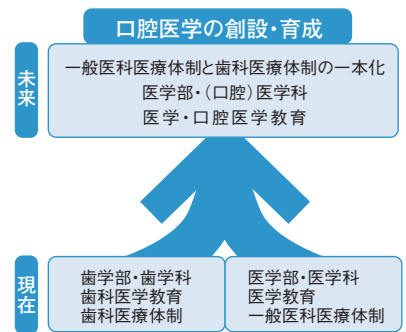 口腔医学の創設・育成
未来
一般医科医療体制と歯科医療体制の一本化
医学部・(口腔)医学科
医学・口腔医学教育
現在
歯学部・歯学科
歯科医学教育
歯科医療体制
医学部・医学科
医学教育
一般医科医療体制